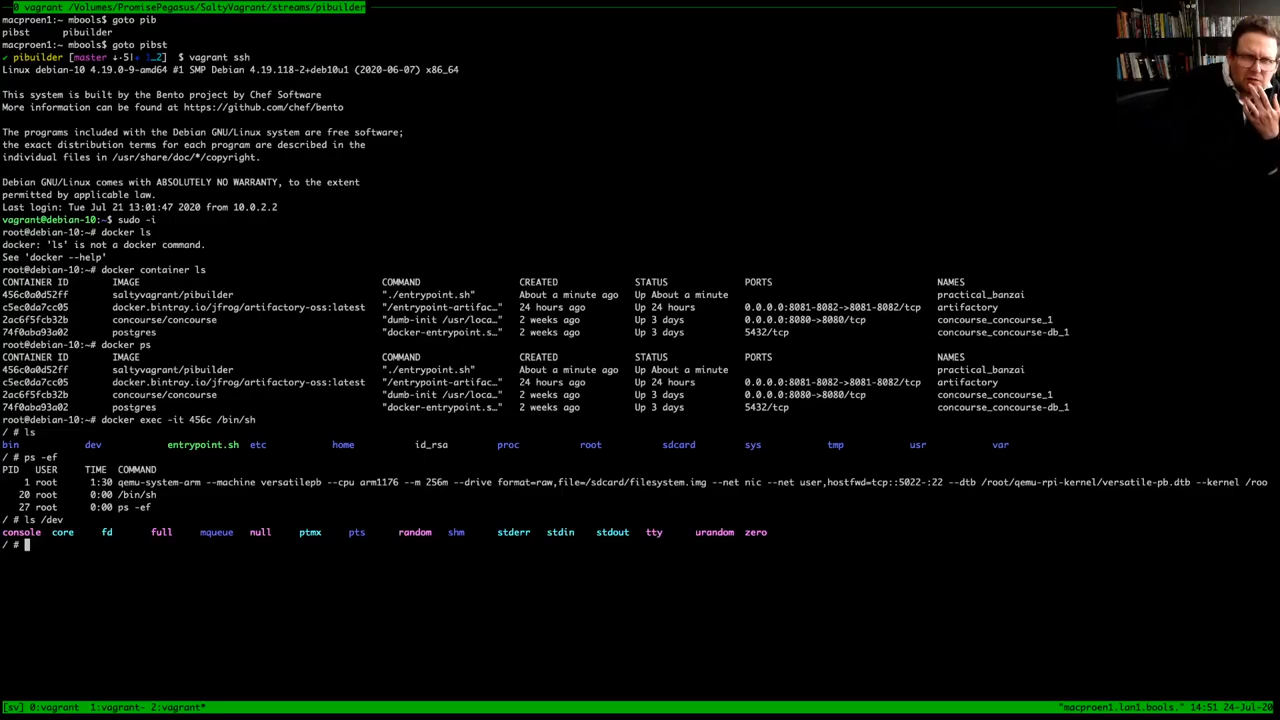 0 vagrant /Volumes/PromisePegasus/SaltyVagrant/streams/pibuilder
macproen1:~ mbools$ goto pib
pibst pibuilder
macproen1:~ mbools$ goto pibst
✔ pibuilder [master ↓·5|✚ 1…2] $ vagrant ssh
Linux debian-10 4.19.0-9-amd64 #1 SMP Debian 4.19.118-2+deb10u1 (2020-06-07) x86_64
This system is built by the Bento project by Chef Software
More information can be found at https://github.com/chef/bento
The programs included with the Debian GNU/Linux system are free software;
the exact distribution terms for each program are described in the
individual files in /usr/share/doc/*/copyright.
Debian GNU/Linux comes with ABSOLUTELY NO WARRANTY, to the extent
permitted by applicable law.
Last login: Tue Jul 21 13:01:47 2020 from 10.0.2.2
vagrant@debian-10:~$ sudo -i
root@debian-10:~# docker ls
docker: 'ls' is not a docker command.
See 'docker --help'
root@debian-10:~# docker container ls
CONTAINER ID IMAGE COMMAND CREATED STATUS PORTS NAMES
456c0a0d52ff saltyvagrant/pibuilder "./entrypoint.sh" About a minute ago Up About a minute practical_banzai
c5ec0da7cc05 docker.bintray.io/jfrog/artifactory-oss:latest "/entrypoint-artifac…" 24 hours ago Up 24 hours 0.0.0.0:8081-8082->8081-8082/tcp artifactory
2ac6f5fcb32b concourse/concourse "dumb-init /usr/loca…" 2 weeks ago Up 3 days 0.0.0.0:8080->8080/tcp concourse_concourse_1
74f0aba93a02 postgres "docker-entrypoint.s…" 2 weeks ago Up 3 days 5432/tcp concourse_concourse-db_1
root@debian-10:~# docker ps
CONTAINER ID IMAGE COMMAND CREATED STATUS PORTS NAMES
456c0a0d52ff saltyvagrant/pibuilder "./entrypoint.sh" About a minute ago Up About a minute practical_banzai
c5ec0da7cc05 docker.bintray.io/jfrog/artifactory-oss:latest "/entrypoint-artifac…" 24 hours ago Up 24 hours 0.0.0.0:8081-8082->8081-8082/tcp artifactory
2ac6f5fcb32b concourse/concourse "dumb-init /usr/loca…" 2 weeks ago Up 3 days 0.0.0.0:8080->8080/tcp concourse_concourse_1
74f0aba93a02 postgres "docker-entrypoint.s…" 2 weeks ago Up 3 days 5432/tcp concourse_concourse-db_1
root@debian-10:~# docker exec -it 456c /bin/sh
/ # ls
bin dev entrypoint.sh etc home id_rsa proc root sdcard sys tmp usr var
/ # ps -ef
PID USER TIME COMMAND
1 root 1:30 qemu-system-arm --machine versatilepb --cpu arm1176 --m 256m --drive format=raw,file=/sdcard/filesystem.img --net nic --net user,hostfwd=tcp::5022-:22 --dtb /root/qemu-rpi-kernel/versatile-pb.dtb --kernel /roo
20 root 0:00 /bin/sh
27 root 0:00 ps -ef
/ # ls /dev
console core fd full mqueue null ptmx pts random shm stderr stdin stdout tty urandom zero
/ #
[sv] 0:vagrant 1:vagrant- 2:vagrant* "macproen1.lan1.bools." 14:51 24-Jul-20